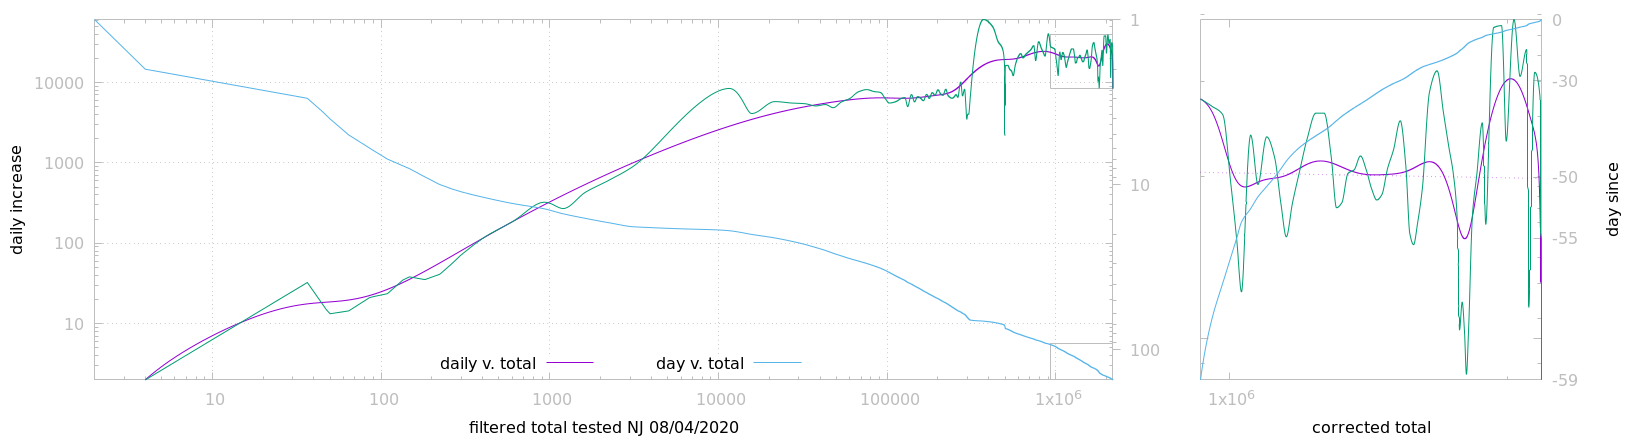 daily increase
10000
1000
100
10
1
10
100
daily v. total
day v. total
10
100
1000
10000
100000
1x10^6
filtered total tested NJ 08/04/2020
0
-30
-50
-55
-59
day since
1x10^6
corrected total